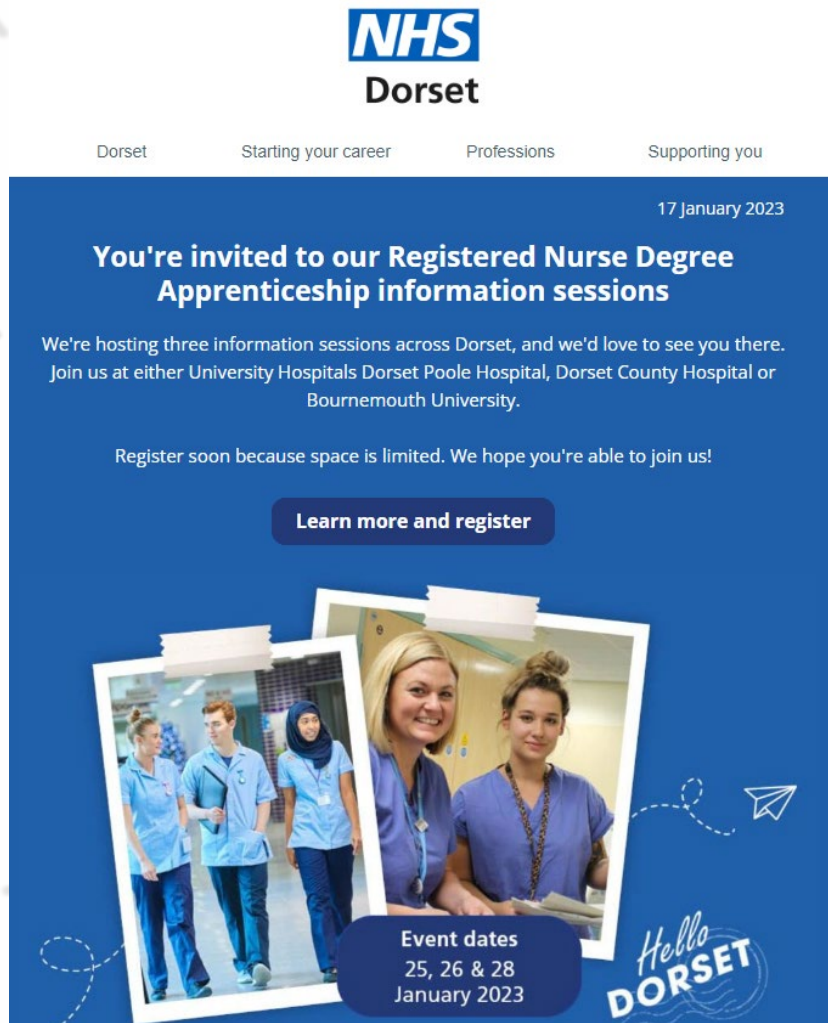 NHS
Dorset
Dorset Starting your career Professions Supporting you
17 January 2023
You're invited to our Registered Nurse Degree
Apprenticeship information sessions
We're hosting three information sessions across Dorset, and we'd love to see you there.
Join us at either University Hospitals Dorset Poole Hospital, Dorset County Hospital or
Bournemouth University.
Register soon because space is limited. We hope you're able to join us!
Learn more and register
Event dates
25, 26 & 28
January 2023
Hello
DORSET